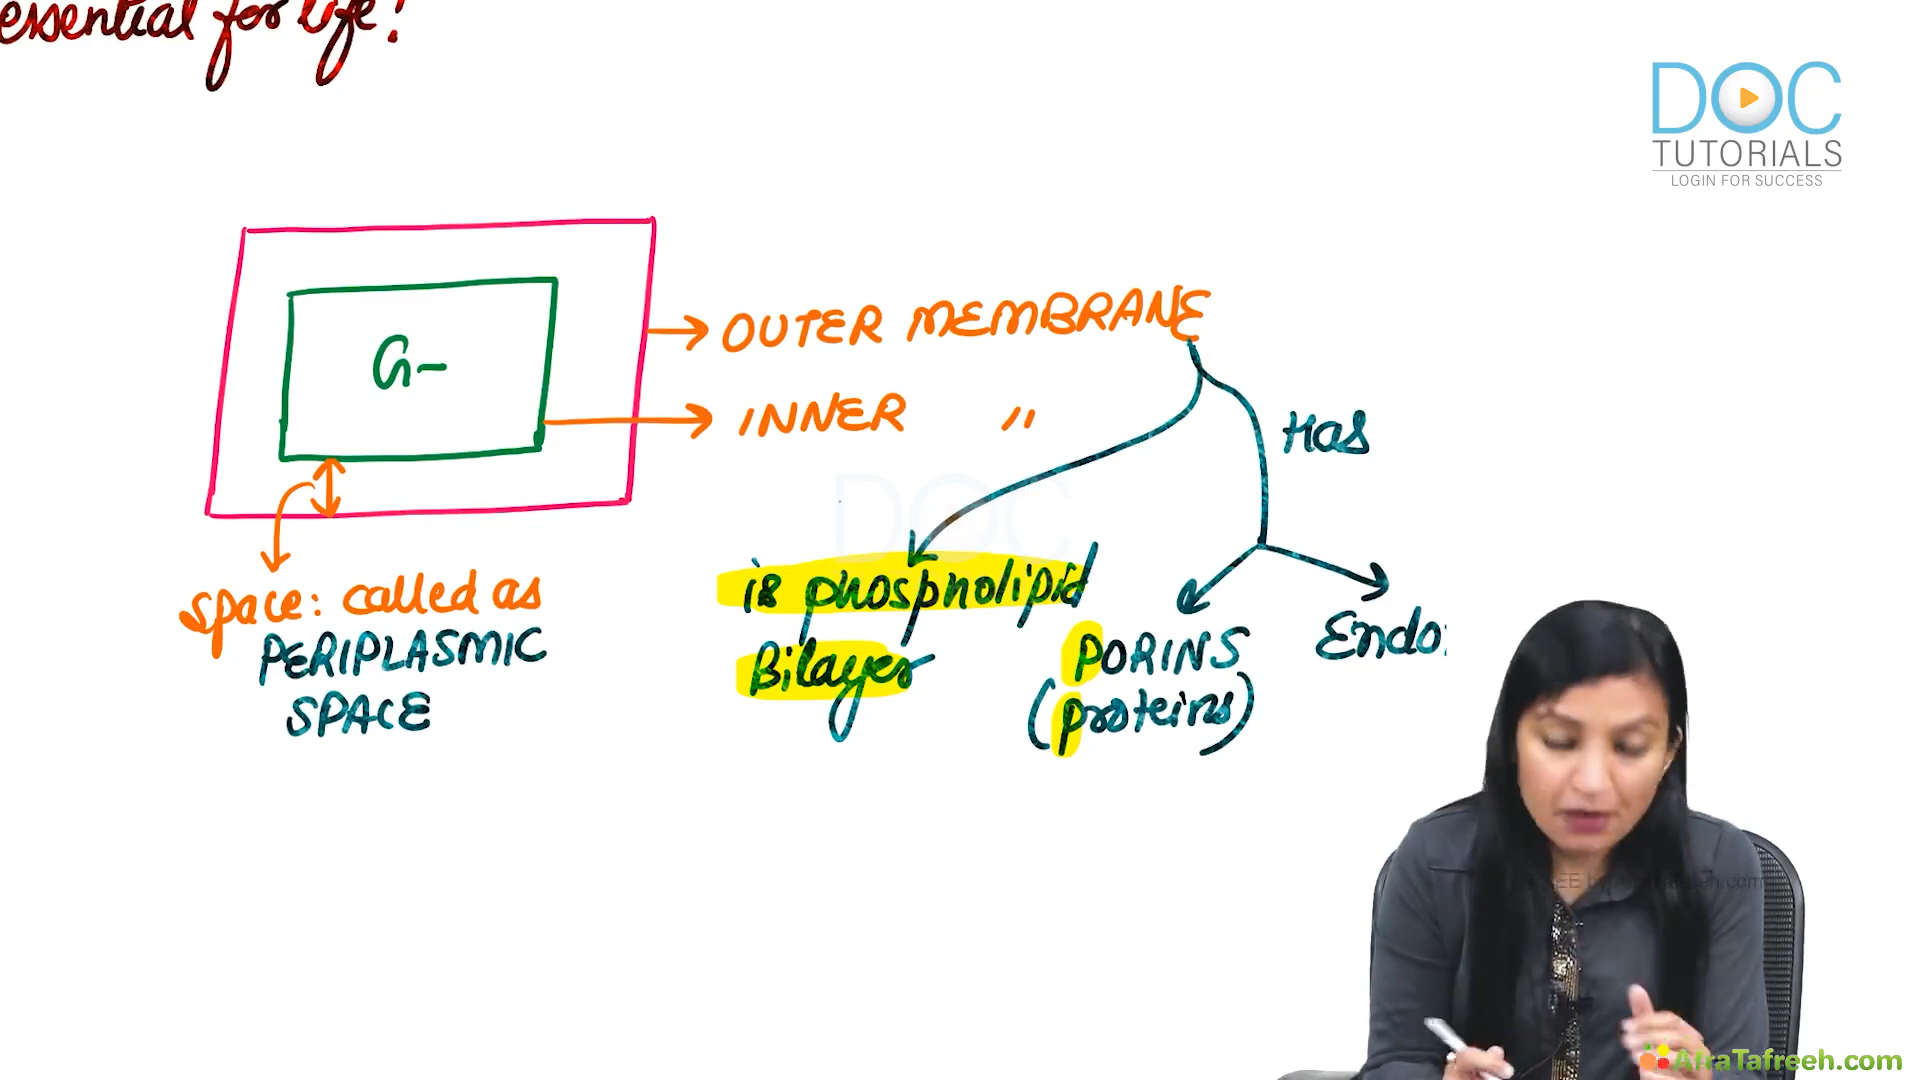 essential for life!
DOC
TUTORIALS
LOGIN FOR SUCCESS
G-
OUTER MEMBRANE
INNER "
Has
DOC
is phospholipid
Bilayer
PORINS
(proteins)
Endo
space: called as
PERIPLASMIC
SPACE
AfraTafreeh.com